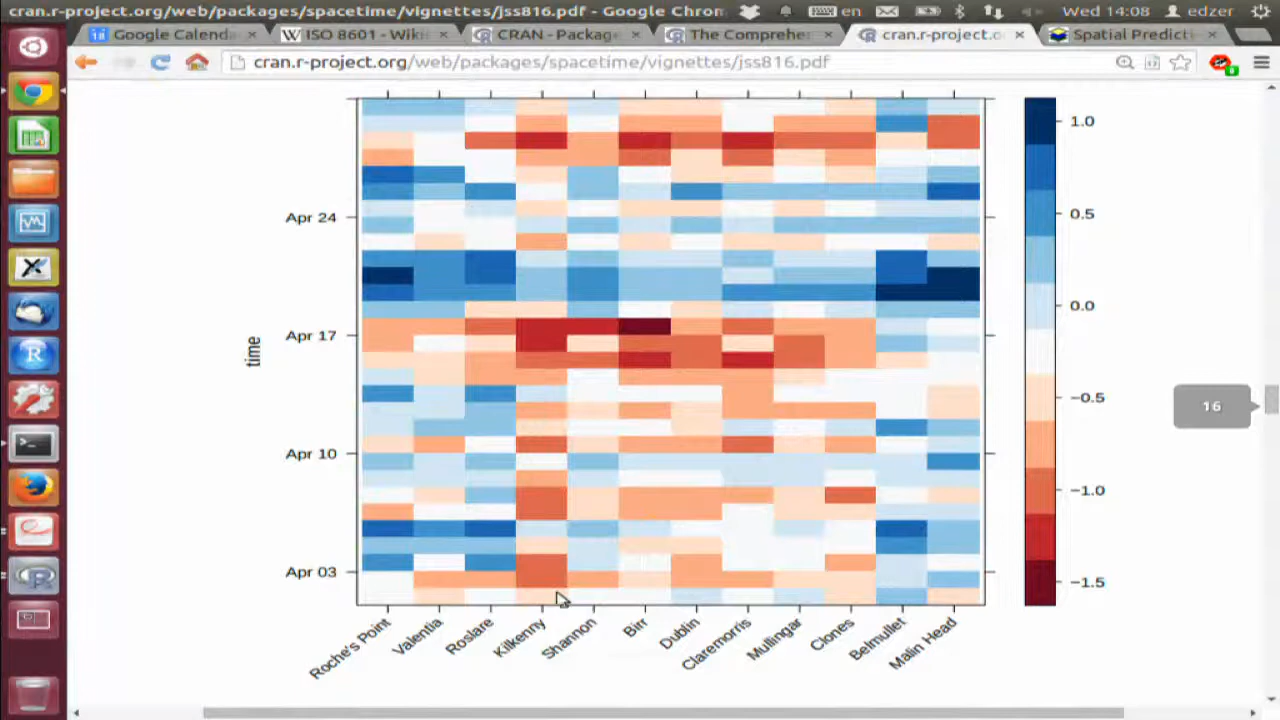 cran.r-project.org/web/packages/spacetime/vignettes/jss816.pdf - Google Chrom
en
Wed 14:08
edzer
Google Calenda
ISO 8601 - Wiki
CRAN - Package
The Comprehe
cran.r-project.o
Spatial Predicti
cran.r-project.org/web/packages/spacetime/vignettes/jss816.pdf
time
Apr 24
Apr 17
Apr 10
Apr 03
1.0
0.5
0.0
−0.5
−1.0
−1.5
16
Roche's Point
Valentia
Roslare
Kilkenny
Shannon
Birr
Dublin
Claremorris
Mullingar
Clones
Belmullet
Malin Head